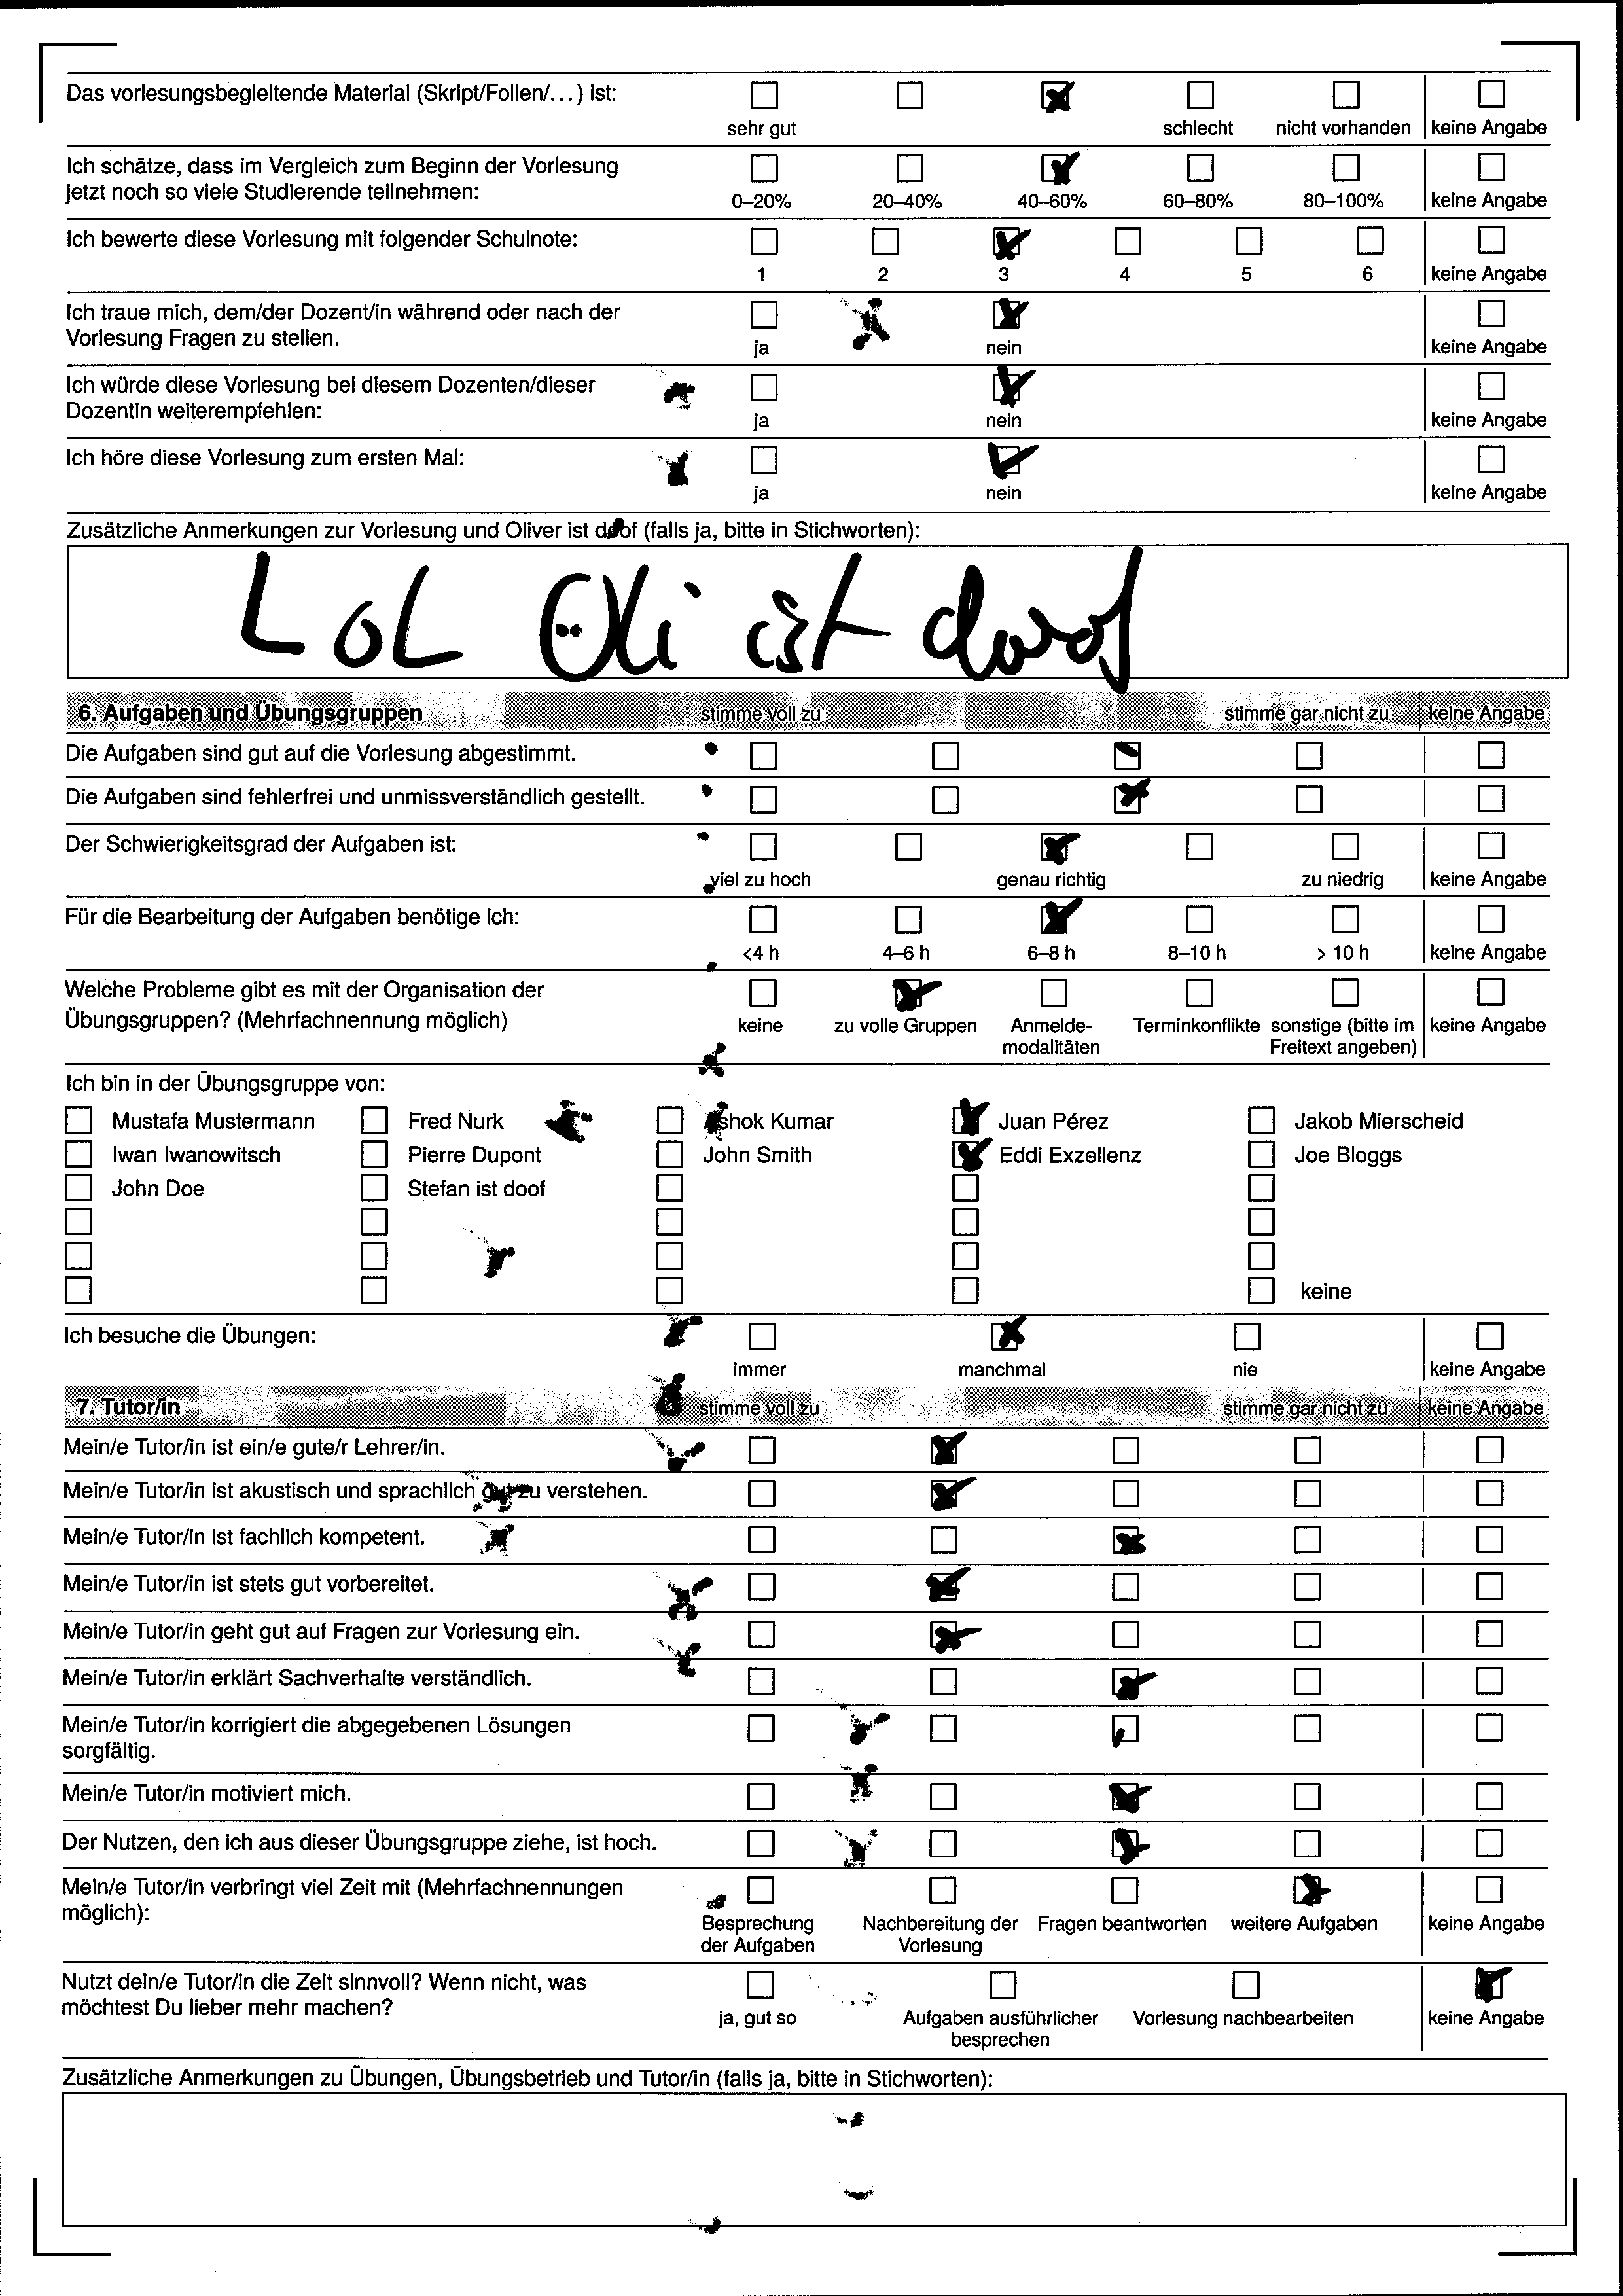 Das vorlesungsbegleitende Material (Skript/Folien/...) ist:
sehr gut schlecht nicht vorhanden keine Angabe
Ich schätze, dass im Vergleich zum Beginn der Vorlesung
jetzt noch so viele Studierende teilnehmen:
0–20% 20–40% 40–60% 60–80% 80–100% keine Angabe
Ich bewerte diese Vorlesung mit folgender Schulnote:
1 2 3 4 5 6 keine Angabe
Ich traue mich, dem/der Dozent/in während oder nach der
Vorlesung Fragen zu stellen.
ja nein keine Angabe
Ich würde diese Vorlesung bei diesem Dozenten/dieser
Dozentin weiterempfehlen:
ja nein keine Angabe
Ich höre diese Vorlesung zum ersten Mal:
ja nein keine Angabe
Zusätzliche Anmerkungen zur Vorlesung und Oliver ist doof (falls ja, bitte in Stichworten):
LoL Oli ist doof
6. Aufgaben und Übungsgruppen stimme voll zu stimme gar nicht zu keine Angabe
Die Aufgaben sind gut auf die Vorlesung abgestimmt.
Die Aufgaben sind fehlerfrei und unmissverständlich gestellt.
Der Schwierigkeitsgrad der Aufgaben ist:
viel zu hoch genau richtig zu niedrig keine Angabe
Für die Bearbeitung der Aufgaben benötige ich:
<4 h 4–6 h 6–8 h 8–10 h > 10 h keine Angabe
Welche Probleme gibt es mit der Organisation der
Übungsgruppen? (Mehrfachnennung möglich)
keine zu volle Gruppen Anmelde- Terminkonflikte sonstige (bitte im keine Angabe
modalitäten Freitext angeben)
Ich bin in der Übungsgruppe von:
Mustafa Mustermann Fred Nurk Ashok Kumar Juan Pérez Jakob Mierscheid
Iwan Iwanowitsch Pierre Dupont John Smith Eddi Exzellenz Joe Bloggs
John Doe Stefan ist doof
keine
Ich besuche die Übungen:
immer manchmal nie keine Angabe
7. Tutor/in stimme voll zu stimme gar nicht zu keine Angabe
Mein/e Tutor/in ist ein/e gute/r Lehrer/in.
Mein/e Tutor/in ist akustisch und sprachlich gut zu verstehen.
Mein/e Tutor/in ist fachlich kompetent.
Mein/e Tutor/in ist stets gut vorbereitet.
Mein/e Tutor/in geht gut auf Fragen zur Vorlesung ein.
Mein/e Tutor/in erklärt Sachverhalte verständlich.
Mein/e Tutor/in korrigiert die abgegebenen Lösungen
sorgfältig.
Mein/e Tutor/in motiviert mich.
Der Nutzen, den ich aus dieser Übungsgruppe ziehe, ist hoch.
Mein/e Tutor/in verbringt viel Zeit mit (Mehrfachnennungen
möglich):
Besprechung Nachbereitung der Fragen beantworten weitere Aufgaben keine Angabe
der Aufgaben Vorlesung
Nutzt dein/e Tutor/in die Zeit sinnvoll? Wenn nicht, was
möchtest Du lieber mehr machen?
ja, gut so Aufgaben ausführlicher Vorlesung nachbearbeiten keine Angabe
besprechen
Zusätzliche Anmerkungen zu Übungen, Übungsbetrieb und Tutor/in (falls ja, bitte in Stichworten):